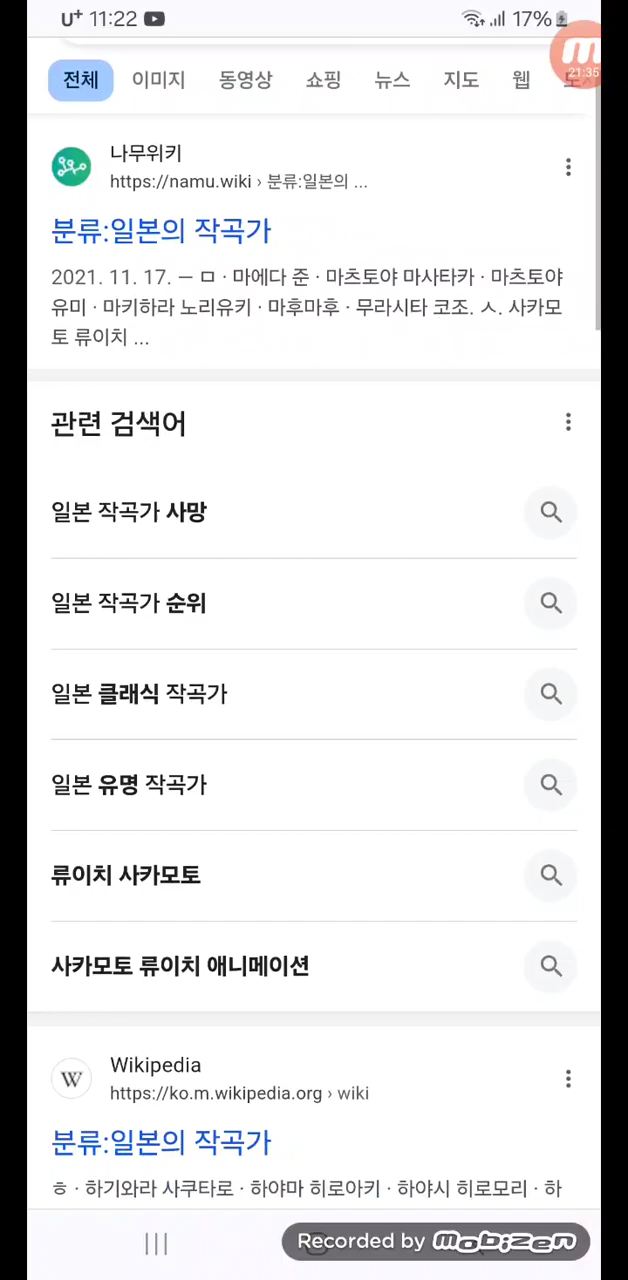 U+ 11:22 17%
21:35
전체 이미지 동영상 쇼핑 뉴스 지도 웹
나무위키
https://namu.wiki › 분류:일본의 ...
분류:일본의 작곡가
2021. 11. 17. — ㅁ · 마에다 준 · 마츠토야 마사타카 · 마츠토야
유미 · 마키하라 노리유키 · 마후마후 · 무라시타 코조. ㅅ. 사카모
토 류이치 ...
관련 검색어
일본 작곡가 사망
일본 작곡가 순위
일본 클래식 작곡가
일본 유명 작곡가
류이치 사카모토
사카모토 류이치 애니메이션
W
Wikipedia
https://ko.m.wikipedia.org › wiki
분류:일본의 작곡가
ㅎ · 하기와라 사쿠타로 · 하야마 히로아키 · 하야시 히로모리 · 하
Recorded by mobizen